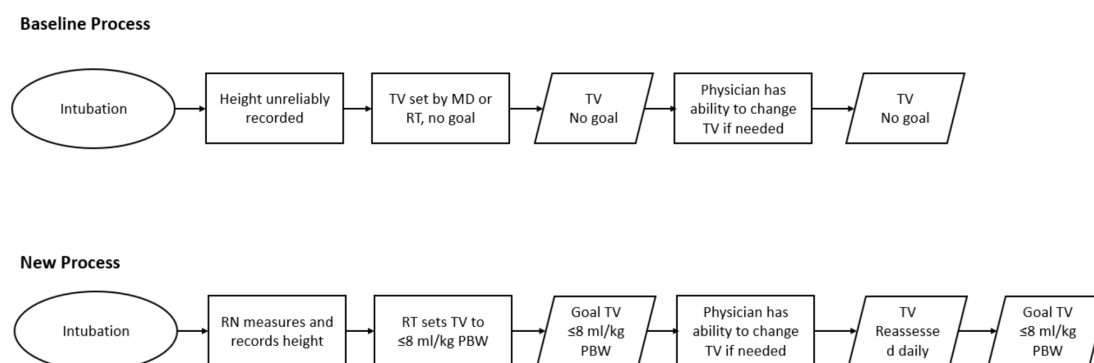 Baseline Process
Intubation
Height unreliably
recorded
TV set by MD or
RT, no goal
TV
No goal
Physician has
ability to change
TV if needed
TV
No goal
New Process
Intubation
RN measures and
records height
RT sets TV to
≤8 ml/kg PBW
Goal TV
≤8 ml/kg
PBW
Physician has
ability to change
TV if needed
TV
Reassesse
d daily
Goal TV
≤8 ml/kg
PBW